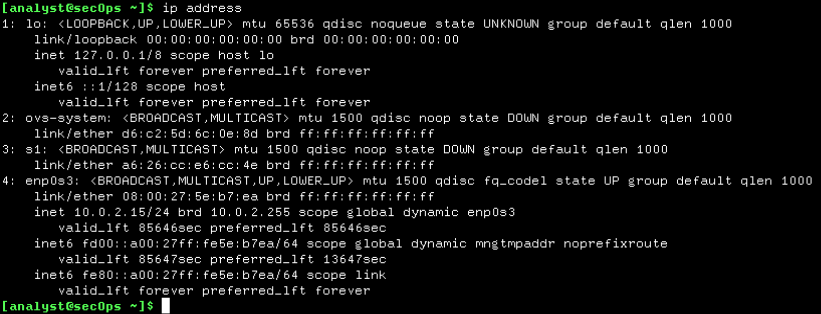 [analyst@secOps ~]$ ip address
1: lo: <LOOPBACK,UP,LOWER_UP> mtu 65536 qdisc noqueue state UNKNOWN group default qlen 1000
    link/loopback 00:00:00:00:00:00 brd 00:00:00:00:00:00
    inet 127.0.0.1/8 scope host lo
       valid_lft forever preferred_lft forever
    inet6 ::1/128 scope host
       valid_lft forever preferred_lft forever
2: ovs-system: <BROADCAST,MULTICAST> mtu 1500 qdisc noop state DOWN group default qlen 1000
    link/ether d6:c2:5d:6c:0e:8d brd ff:ff:ff:ff:ff:ff
3: s1: <BROADCAST,MULTICAST> mtu 1500 qdisc noop state DOWN group default qlen 1000
    link/ether a6:26:cc:e6:cc:4e brd ff:ff:ff:ff:ff:ff
4: enp0s3: <BROADCAST,MULTICAST,UP,LOWER_UP> mtu 1500 qdisc fq_codel state UP group default qlen 1000
    link/ether 08:00:27:5e:b7:ea brd ff:ff:ff:ff:ff:ff
    inet 10.0.2.15/24 brd 10.0.2.255 scope global dynamic enp0s3
       valid_lft 85646sec preferred_lft 85646sec
    inet6 fd00::a00:27ff:fe5e:b7ea/64 scope global dynamic mngtmpaddr noprefixroute
       valid_lft 85647sec preferred_lft 13647sec
    inet6 fe80::a00:27ff:fe5e:b7ea/64 scope link
       valid_lft forever preferred_lft forever
[analyst@secOps ~]$